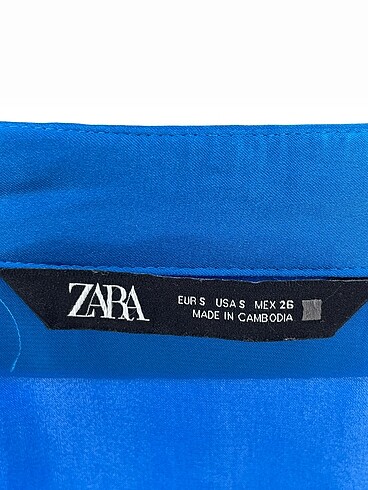 ZARA
EUR S USA S MEX 26
MADE IN CAMBODIA